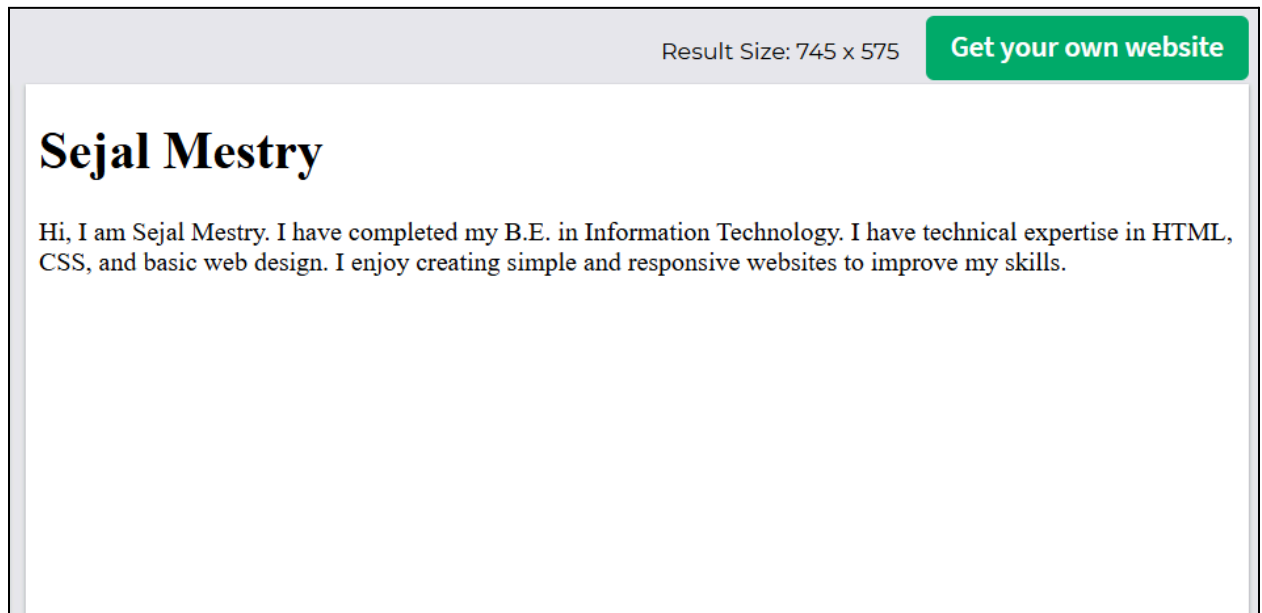 Result Size: 745 x 575
Get your own website
Sejal Mestry
Hi, I am Sejal Mestry. I have completed my B.E. in Information Technology. I have technical expertise in HTML,
CSS, and basic web design. I enjoy creating simple and responsive websites to improve my skills.